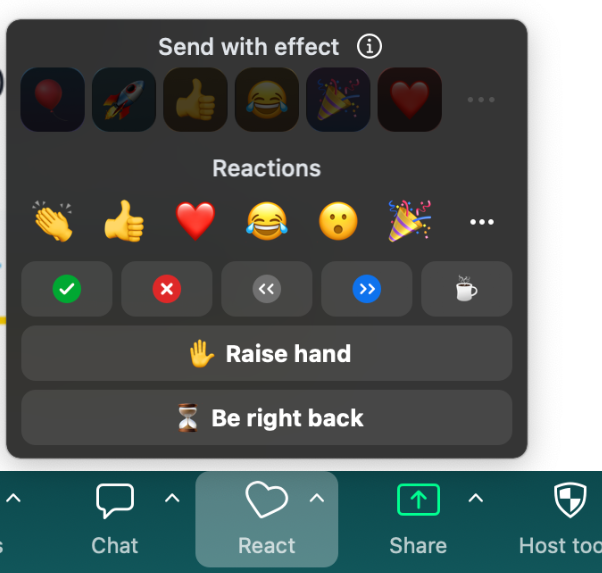 Send with effect
Reactions
Raise hand
Be right back
Chat
React
Share
Host too